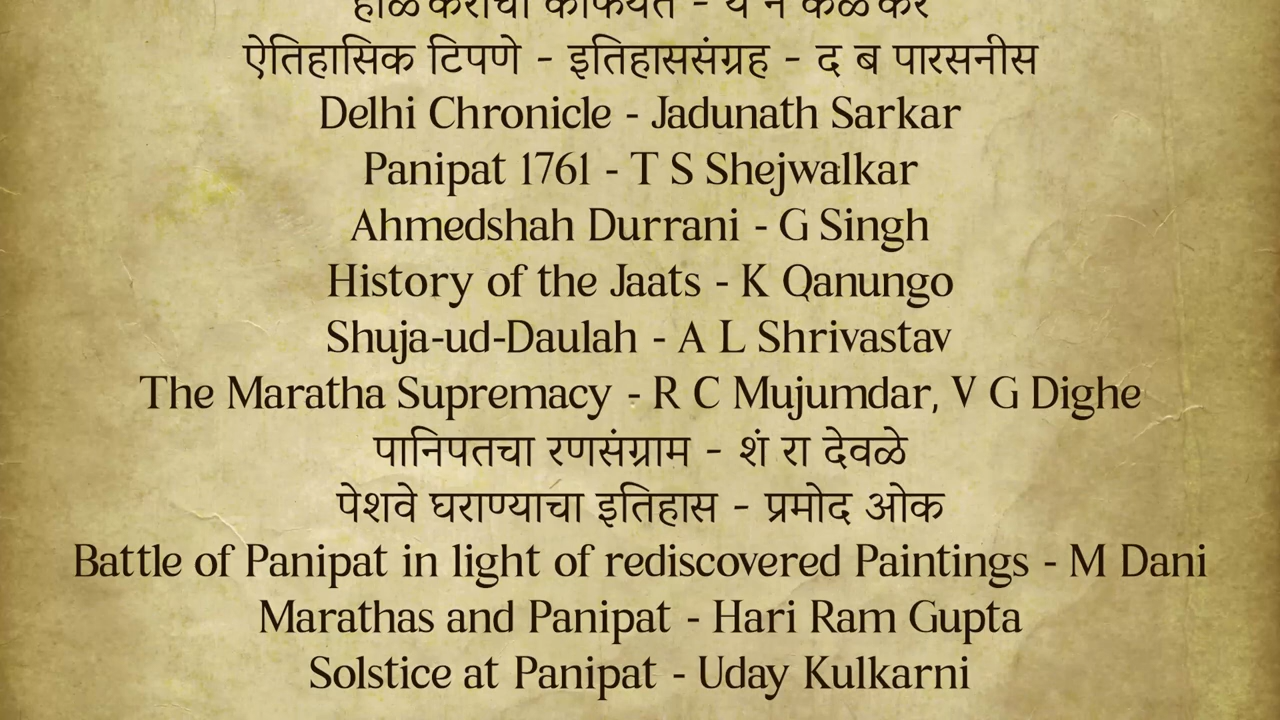 होळकरांची कैफियत - य न केळकर
ऐतिहासिक टिपणे - इतिहाससंग्रह - द ब पारसनीस
Delhi Chronicle - Jadunath Sarkar
Panipat 1761 - T S Shejwalkar
Ahmedshah Durrani - G Singh
History of the Jaats - K Qanungo
Shuja-ud-Daulah - A L Shrivastav
The Maratha Supremacy - R C Mujumdar, V G Dighe
पानिपतचा रणसंग्राम - शं रा देवळे
पेशवे घराण्याचा इतिहास - प्रमोद ओक
Battle of Panipat in light of rediscovered Paintings - M Dani
Marathas and Panipat - Hari Ram Gupta
Solstice at Panipat - Uday Kulkarni